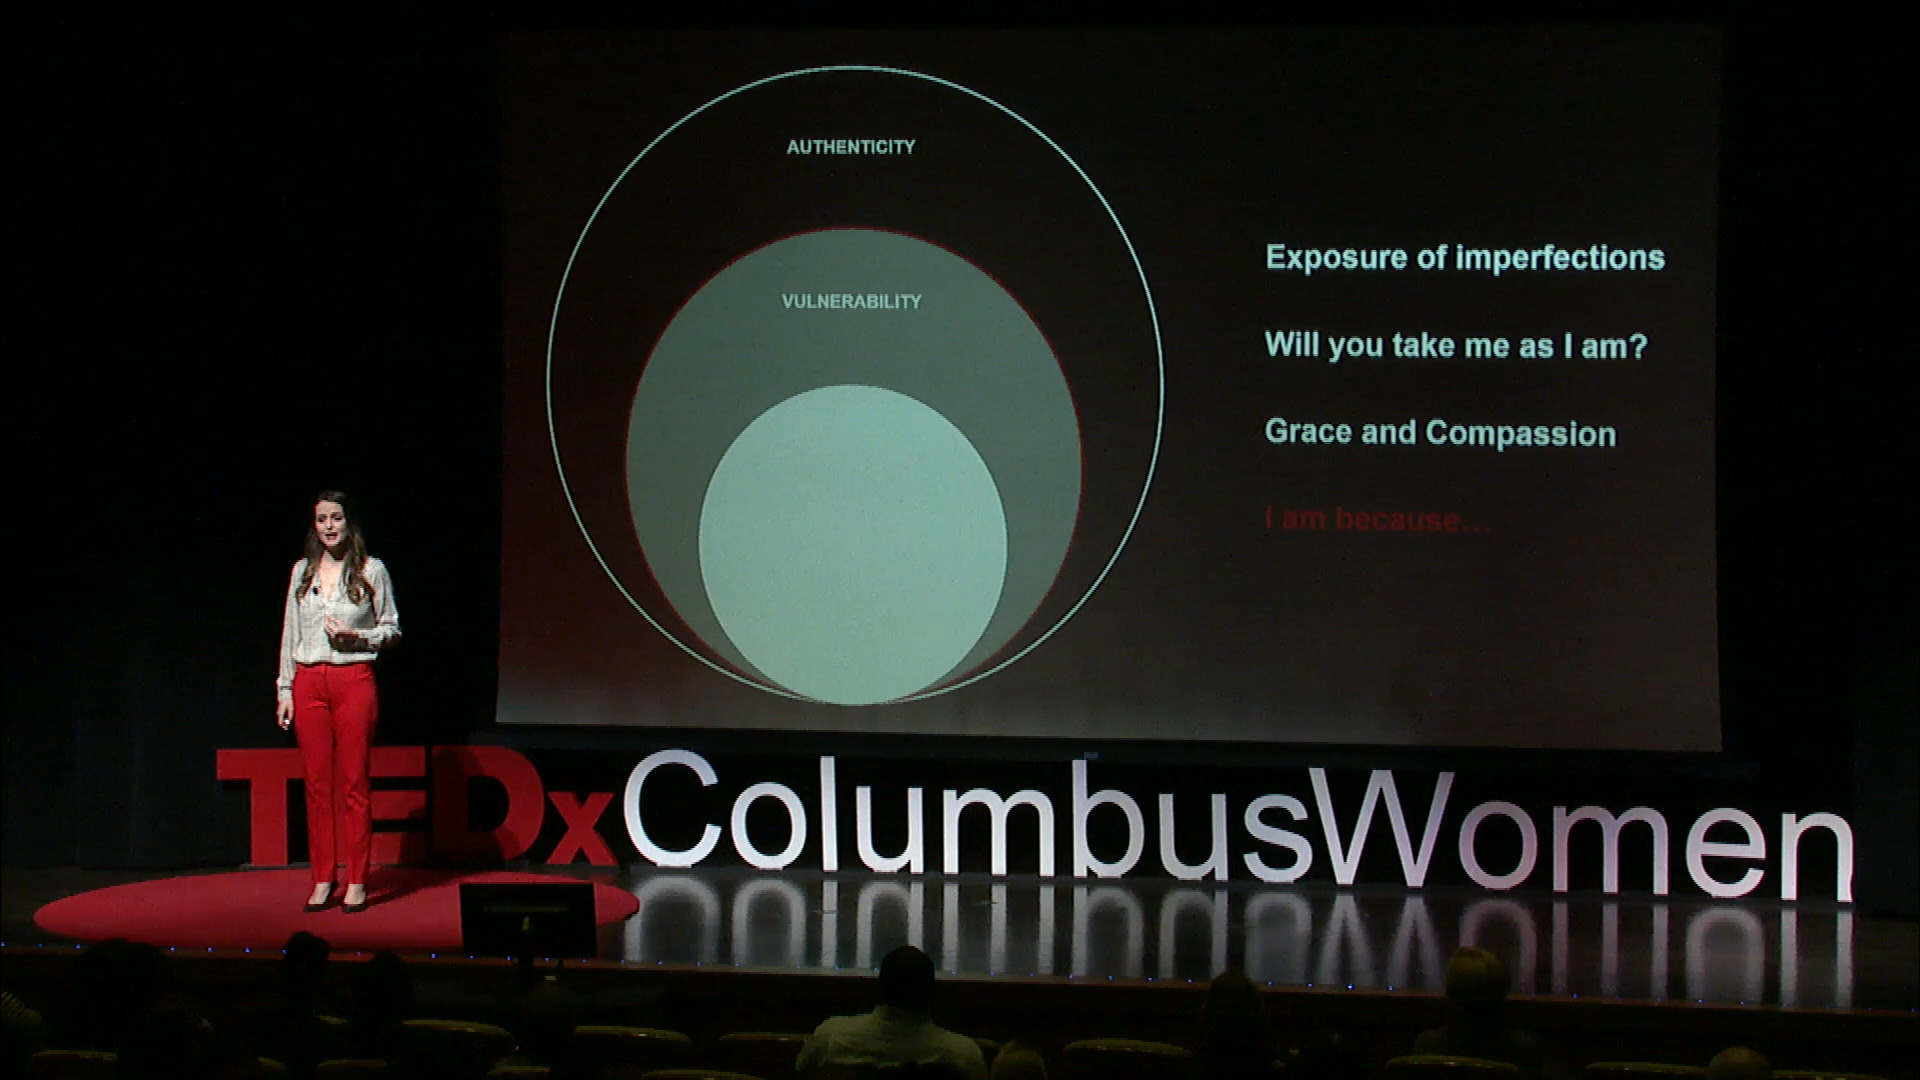 AUTHENTICITY
VULNERABILITY
Exposure of imperfections
Will you take me as I am?
Grace and Compassion
I am because...
TEDxColumbusWomen